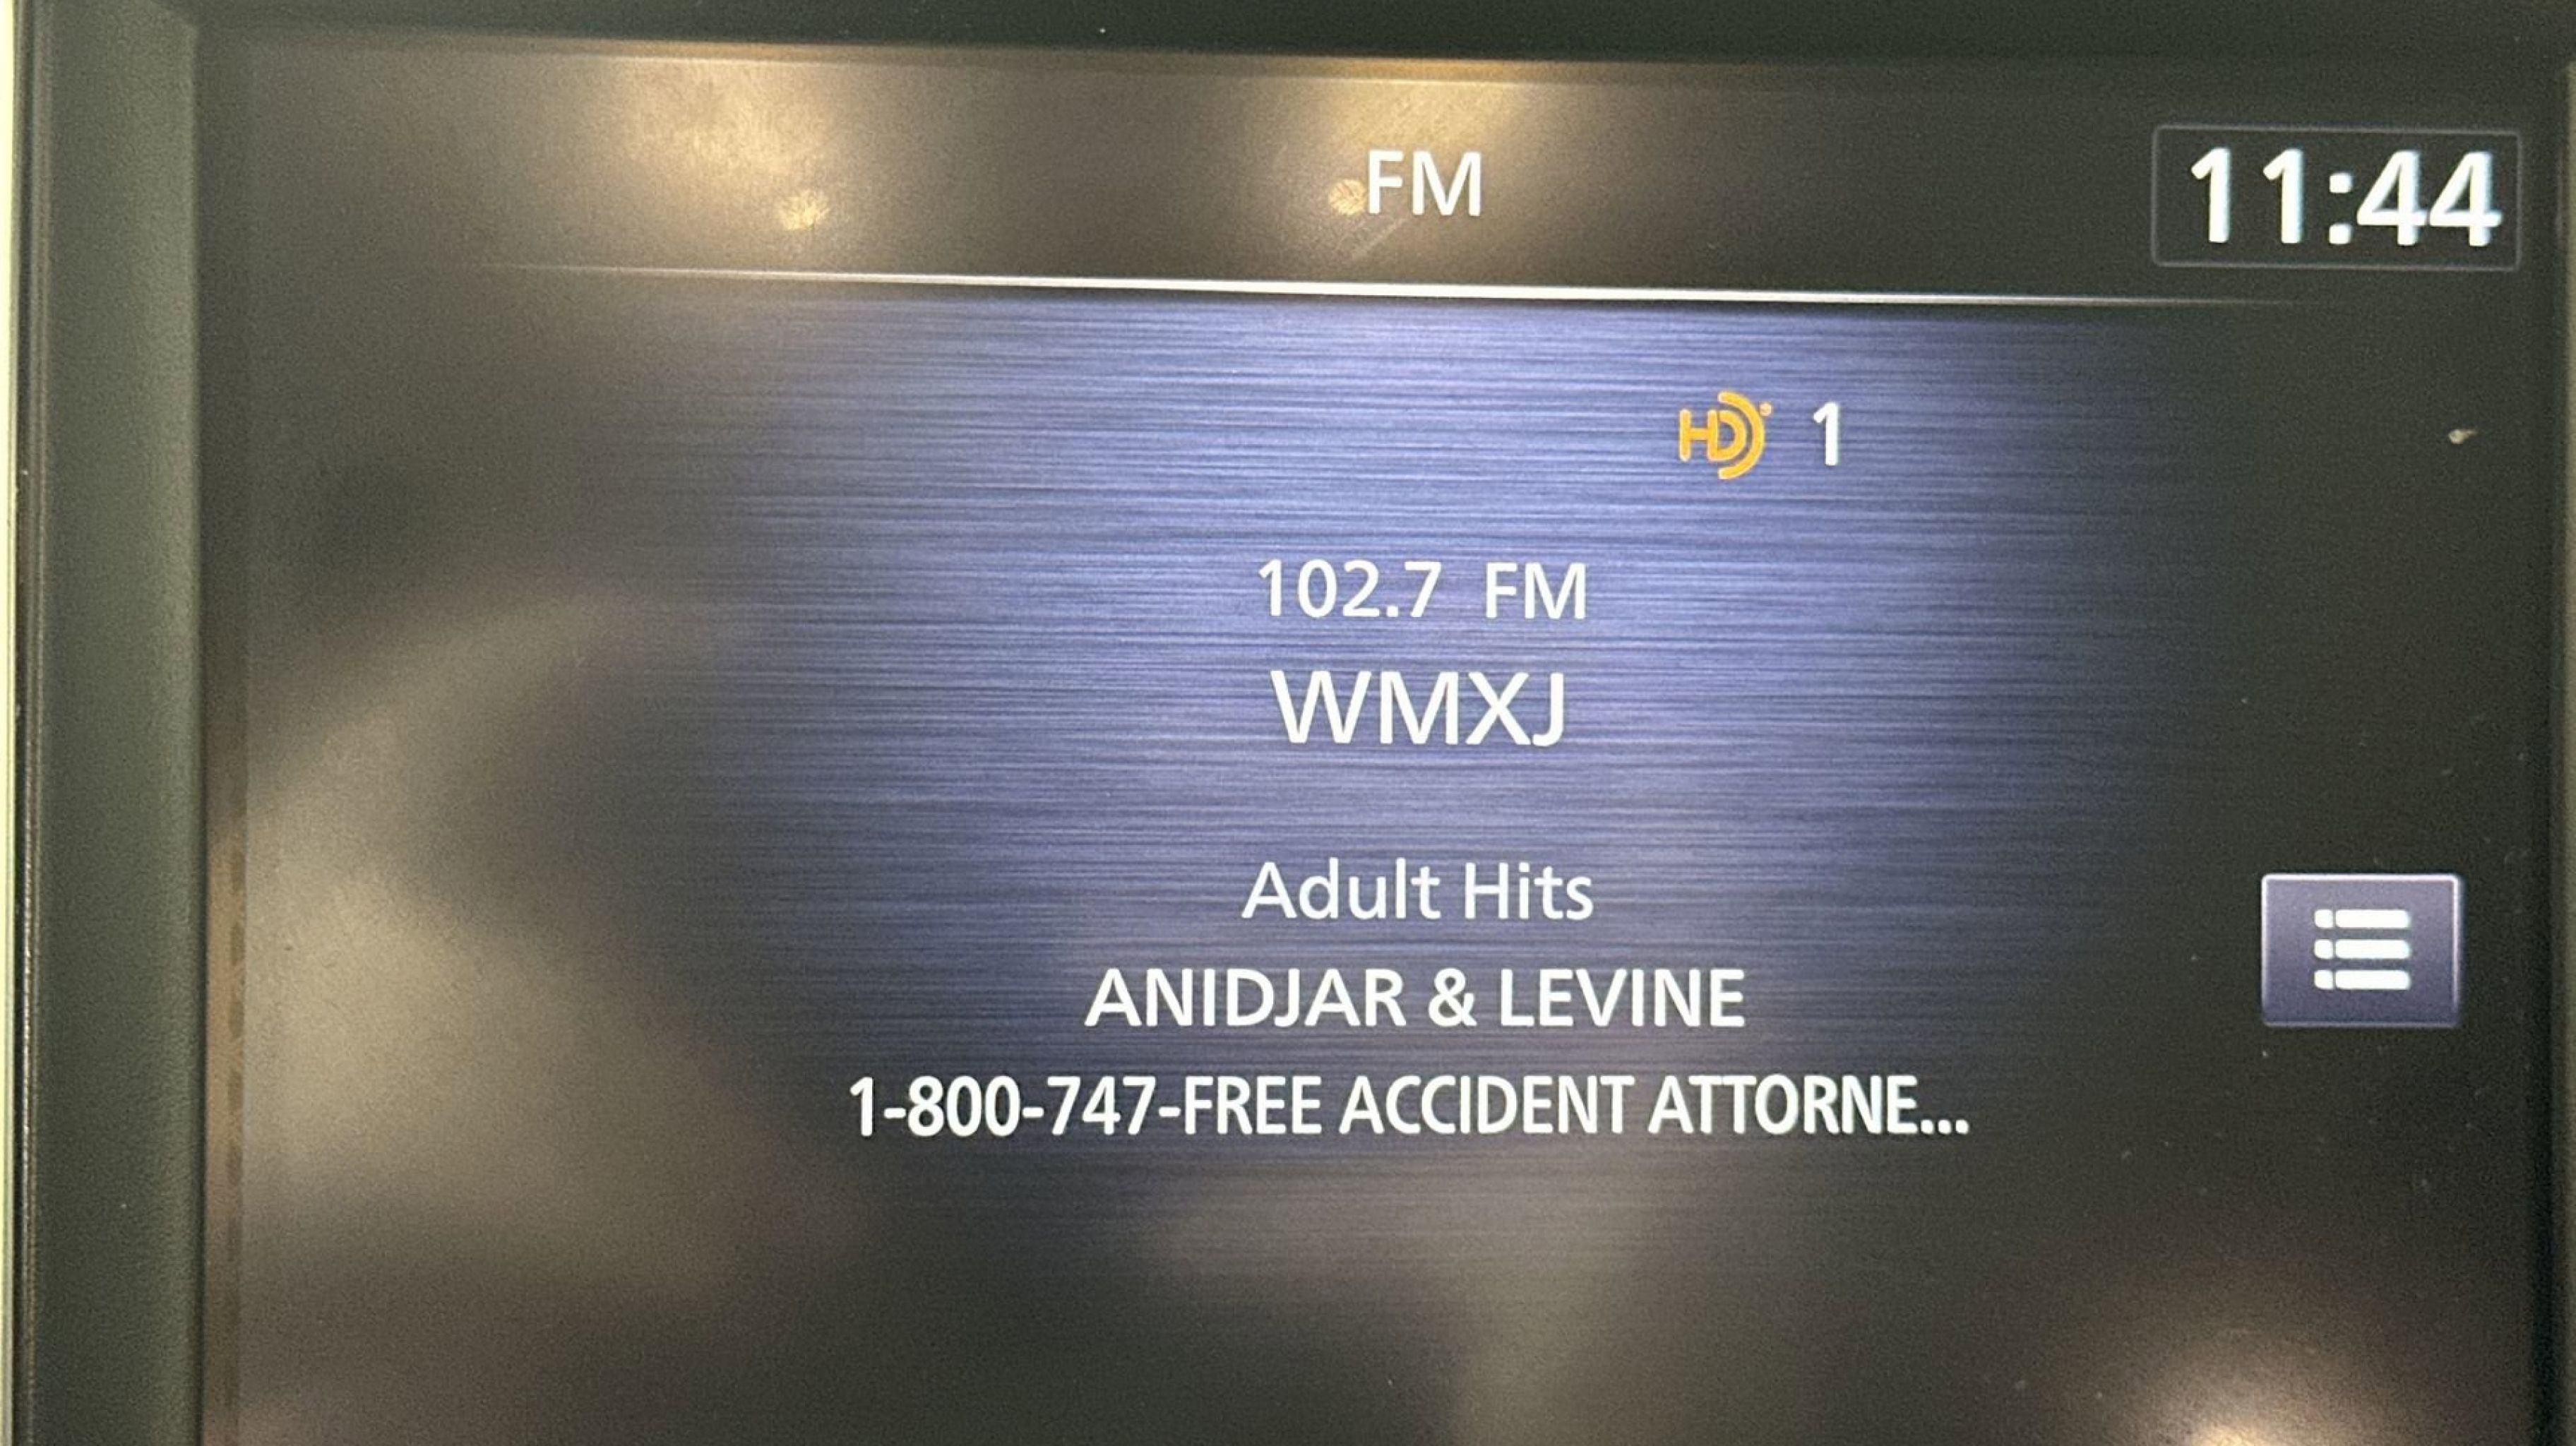 FM
11:44
HD 1
102.7 FM
WMXJ
Adult Hits
ANIDJAR & LEVINE
1-800-747-FREE ACCIDENT ATTORNE...